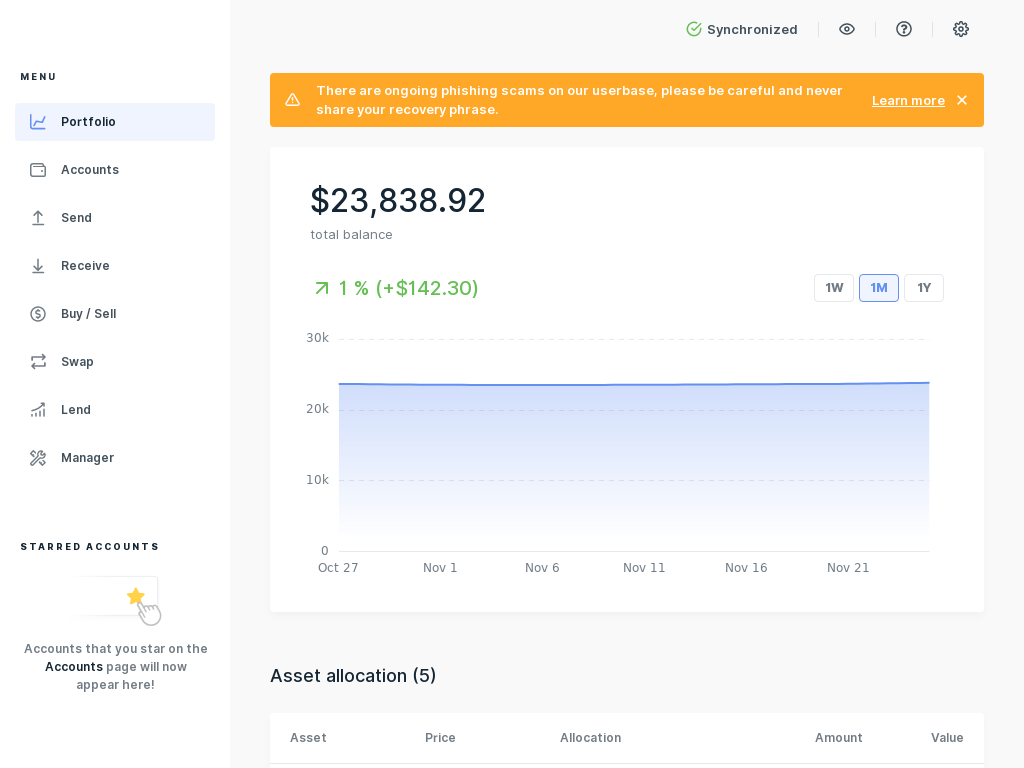 MENU
Portfolio
Accounts
Send
Receive
Buy / Sell
Swap
Lend
Manager
STARRED ACCOUNTS
Accounts that you star on the
Accounts page will now
appear here!
Synchronized
There are ongoing phishing scams on our userbase, please be careful and never
share your recovery phrase.
Learn more
$23,838.92
total balance
1 % (+$142.30)
1W
1M
1Y
30k
20k
10k
0
Oct 27
Nov 1
Nov 6
Nov 11
Nov 16
Nov 21
Asset allocation (5)
Asset
Price
Allocation
Amount
Value